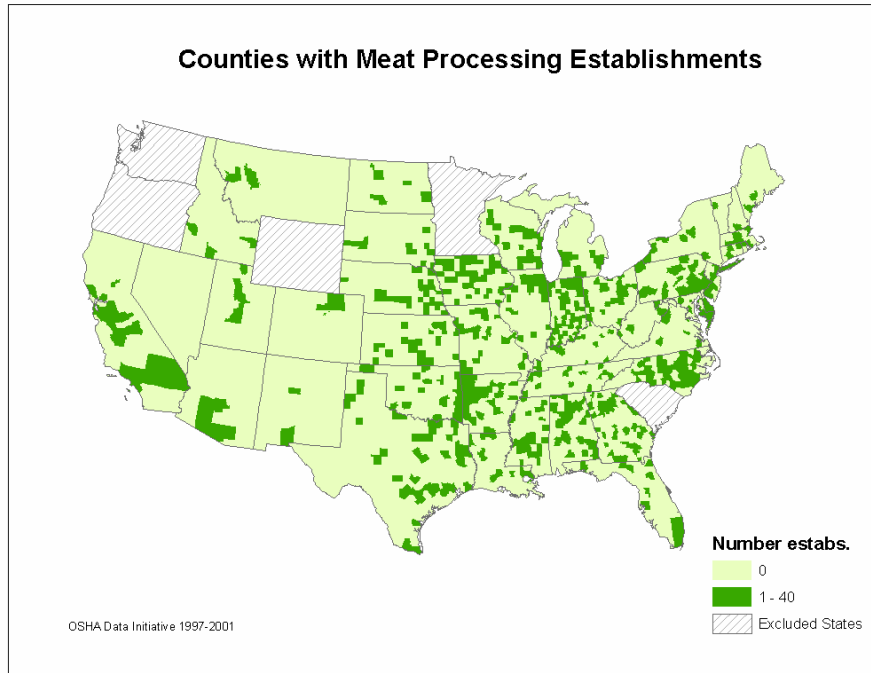 Counties with Meat Processing Establishments
Number estabs.
0
1 - 40
Excluded States
OSHA Data Initiative 1997-2001